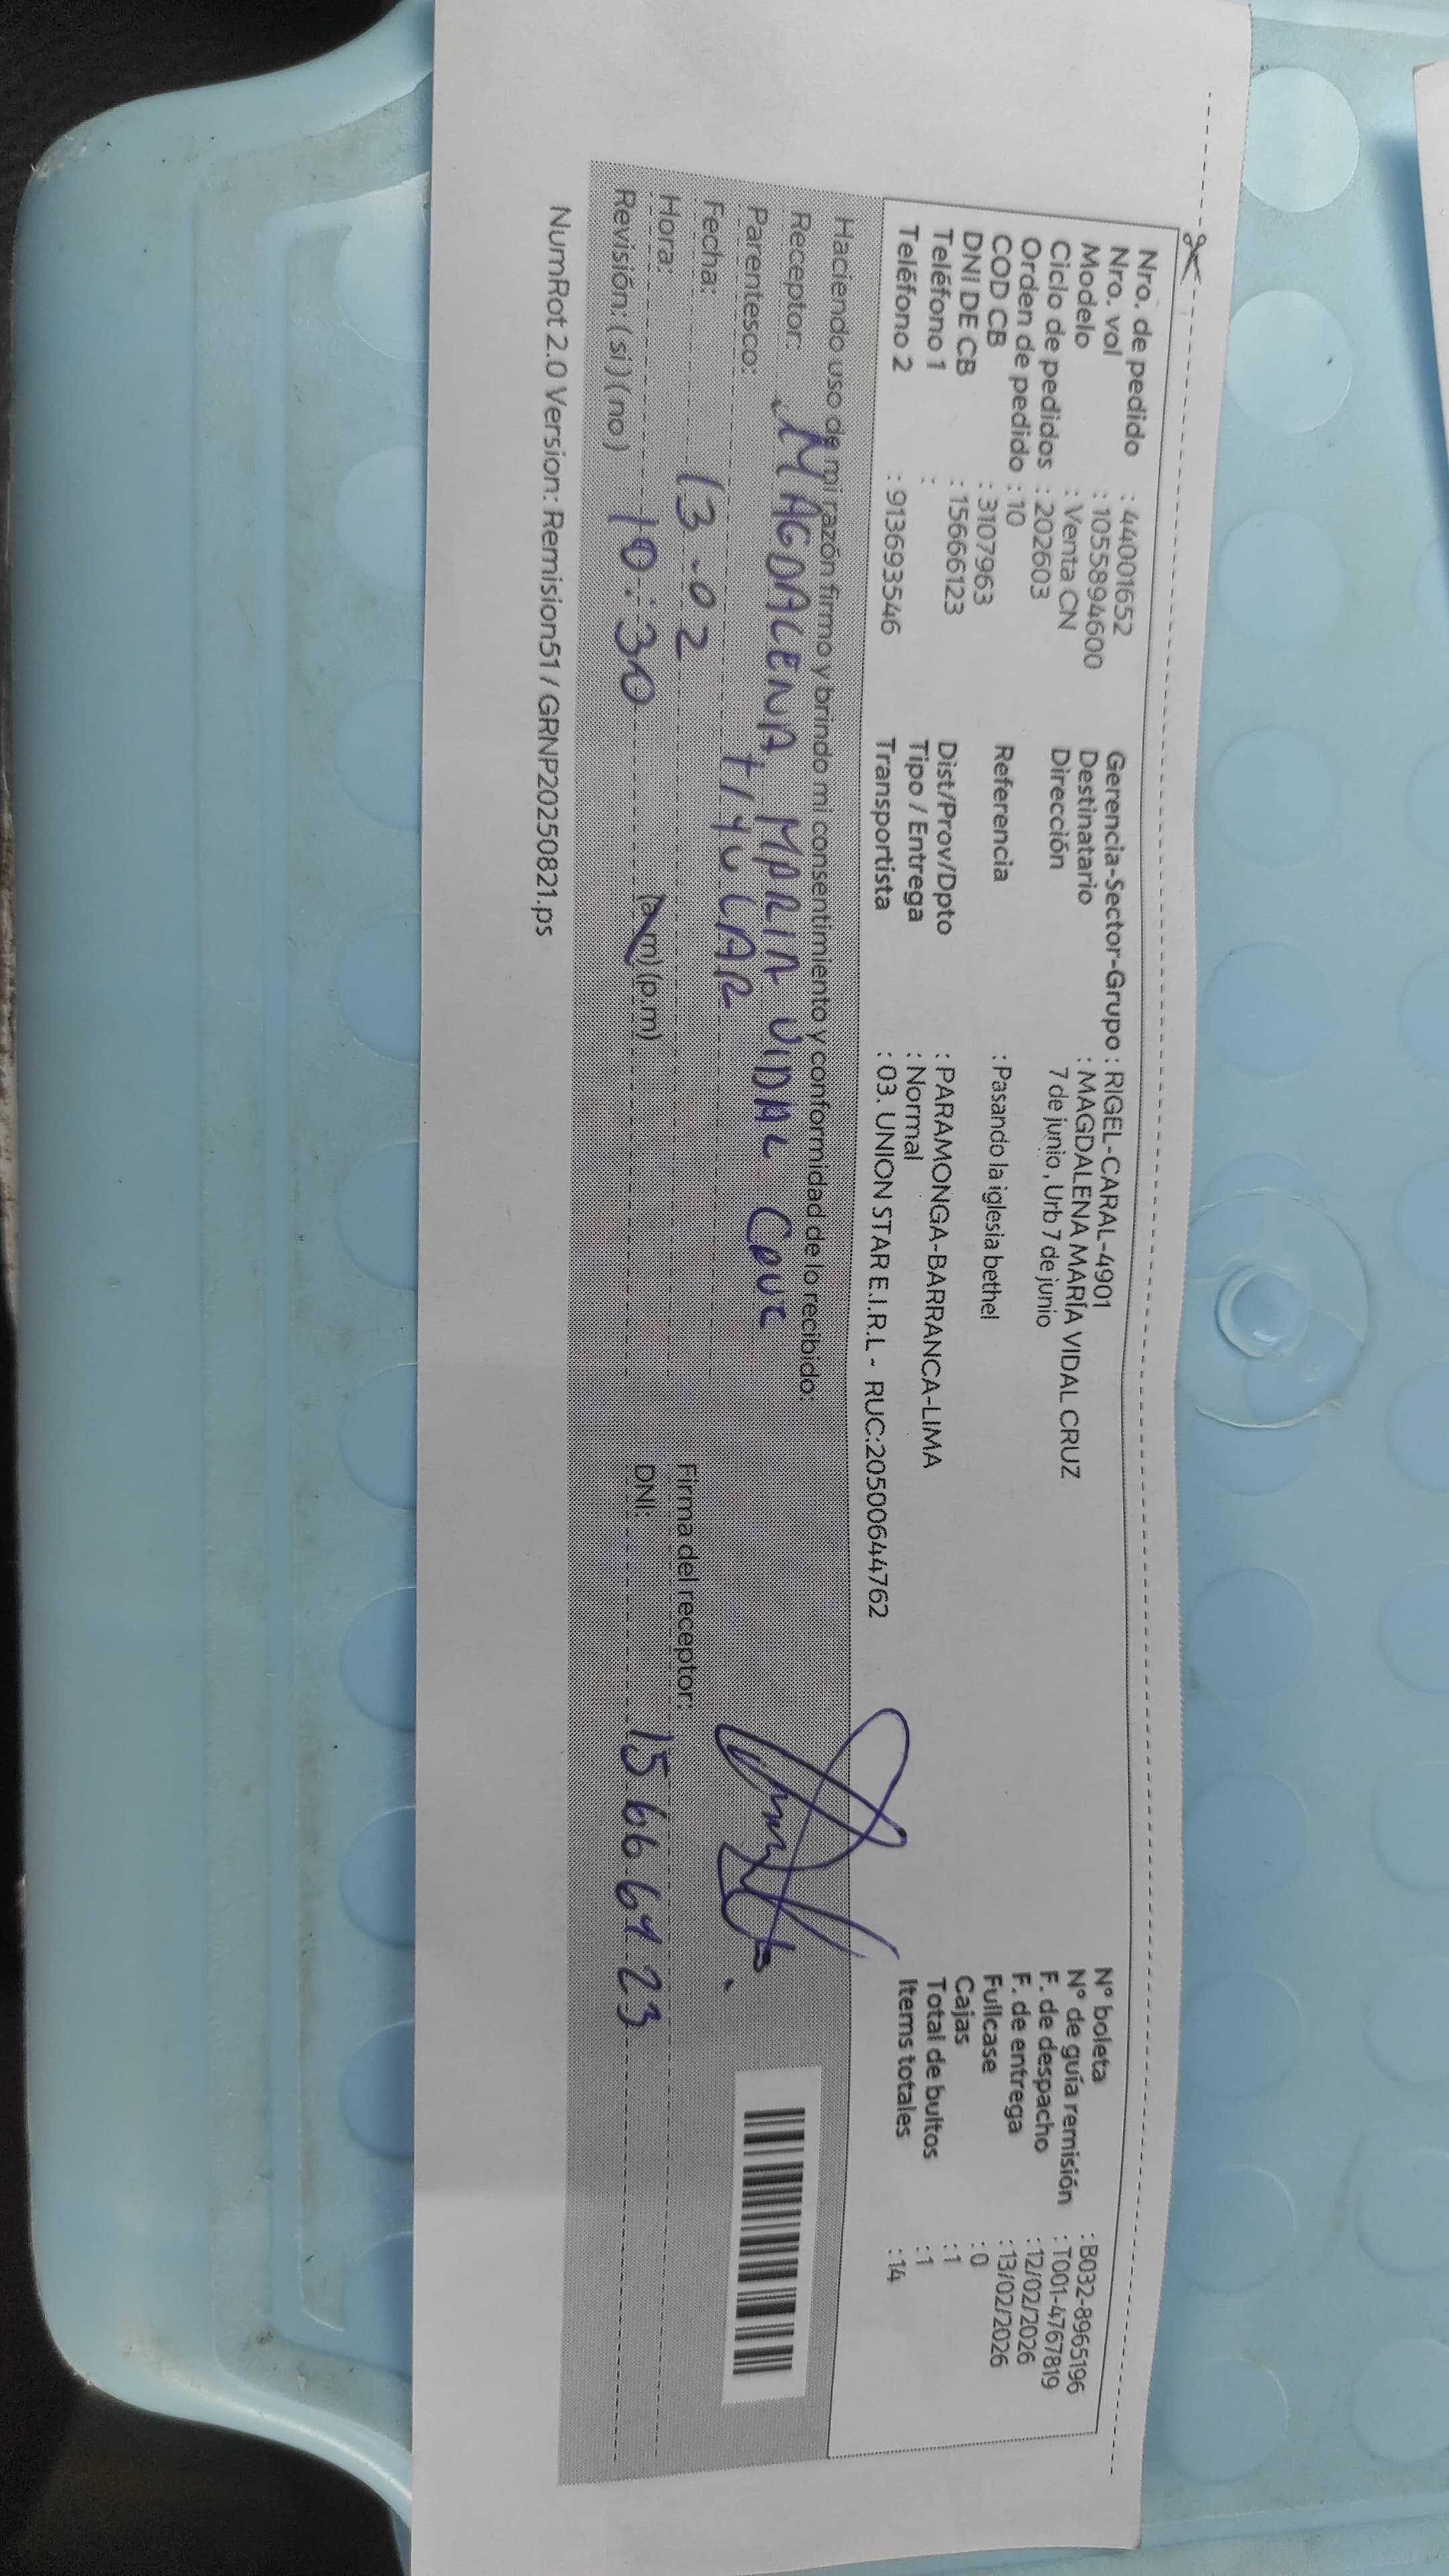 Nro. de pedido : 44001652
Nro. vol : 1055894600
Modelo : Venta CN
Ciclo de pedidos : 202603
Orden de pedido : 10
COD CB : 3107963
DNI DE CB : 15666123
Teléfono 1 :
Teléfono 2 : 913693546
Gerencia-Sector-Grupo : RIGEL-CARAL-4901
Destinatario : MAGDALENA MARÍA VIDAL CRUZ
Dirección 7 de junio , Urb 7 de junio
Referencia : Pasando la iglesia bethel
Dist/Prov/Dpto : PARAMONGA-BARRANCA-LIMA
Tipo / Entrega : Normal
Transportista : 03. UNION STAR E.I.R.L - RUC:20500644762
N° boleta : B032-8965196
N° de guía remisión : T001-4767819
F. de despacho : 12/02/2026
F. de entrega : 13/02/2026
Fullcase : 0
Cajas : 1
Total de bultos : 1
Items totales : 14
Haciendo uso de mi razón firmo y brindo mi consentimiento y conformidad de lo recibido:
Receptor: MAGDALENA MARIA VIDAL
Parentesco: TITULAR
Fecha: 13-02
Hora: 10:30 (a.m) (p.m)
Revisión: (si) (no)
Firma del receptor:
DNI: 15666123
NumRot 2.0 Version: Remision51 / GRNP20250821.ps